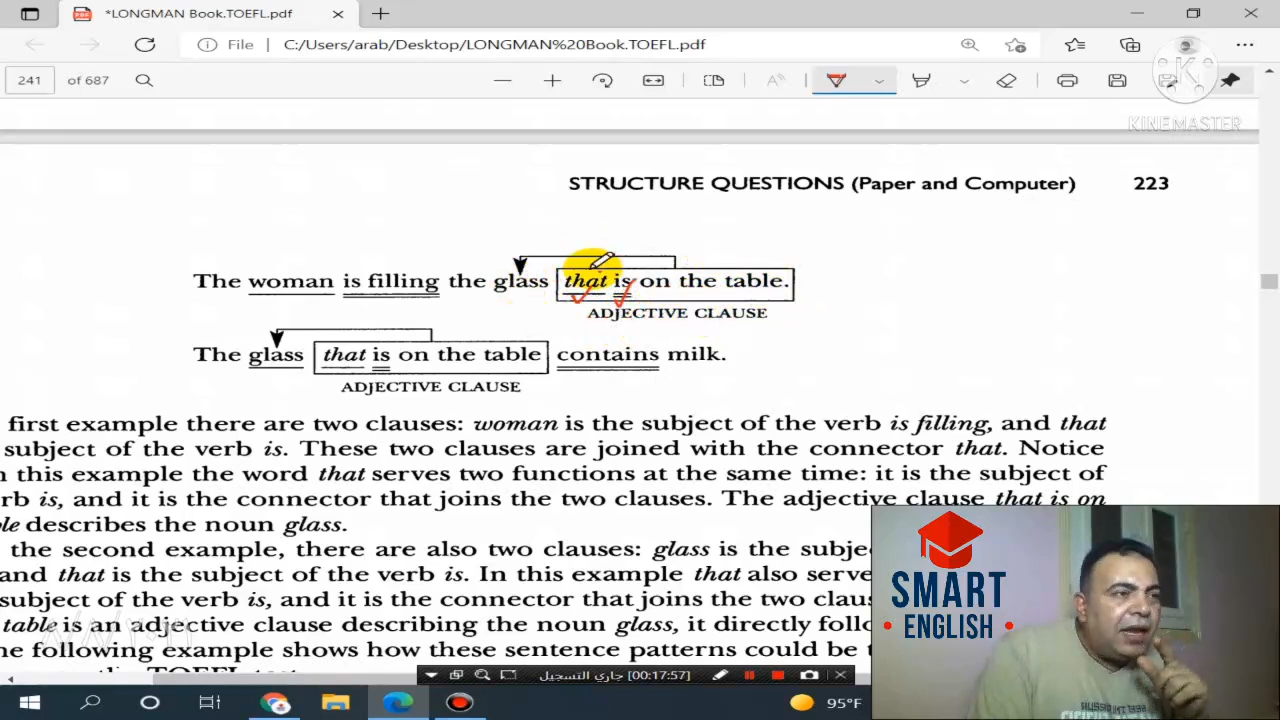 *LONGMAN Book.TOEFL.pdf
File
C:/Users/arab/Desktop/LONGMAN%20Book.TOEFL.pdf
241 of 687
KINEMASTER
STRUCTURE QUESTIONS (Paper and Computer) 223
The woman is filling the glass that is on the table.
ADJECTIVE CLAUSE
The glass that is on the table contains milk.
ADJECTIVE CLAUSE
first example there are two clauses: woman is the subject of the verb is filling, and that
subject of the verb is. These two clauses are joined with the connector that. Notice
n this example the word that serves two functions at the same time: it is the subject of
erb is, and it is the connector that joins the two clauses. The adjective clause that is on
ble describes the noun glass.
the second example, there are also two clauses: glass is the subje
and that is the subject of the verb is. In this example that also serve
subject of the verb is, and it is the connector that joins the two clau
table is an adjective clause describing the noun glass, it directly follo
he following example shows how these sentence patterns could be t
SMART
ENGLISH
جاري التسجيل [00:17:57]
95°F